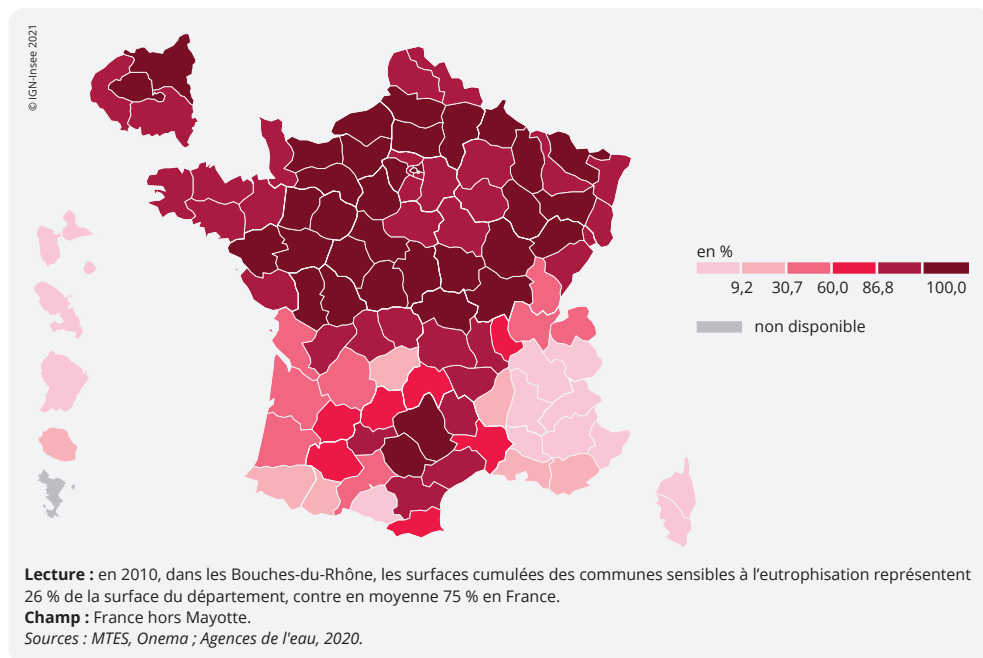 © IGN-Insee 2021
en %
9,2 30,7 60,0 86,8 100,0
non disponible
Lecture : en 2010, dans les Bouches-du-Rhône, les surfaces cumulées des communes sensibles à l'eutrophisation représentent
26 % de la surface du département, contre en moyenne 75 % en France.
Champ : France hors Mayotte.
Sources : MTES, Onema ; Agences de l'eau, 2020.